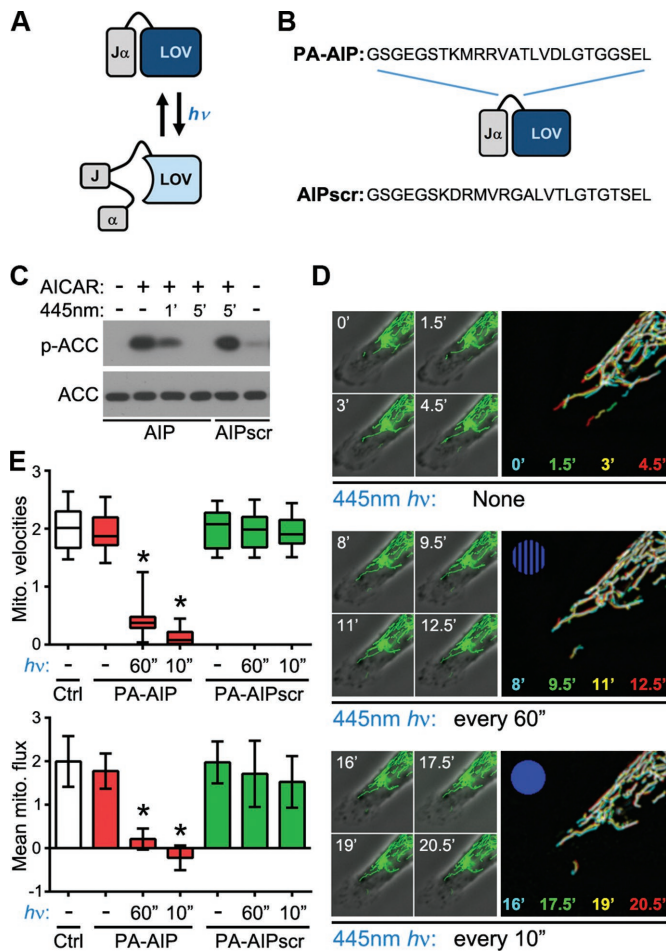 A
Jα LOV
hν
J LOV
α
B
PA-AIP: GSGEGSTKMRRVATLVDLGTGGSEL
Jα LOV
AIPscr: GSGEGSKDRMVRGALVTLGTGTSEL
C
AICAR: - + + + + -
445nm: - - 1' 5' 5' -
p-ACC
ACC
AIP AIPscr
D
0' 1.5'
3' 4.5'
0' 1.5' 3' 4.5'
445nm hν: None
8' 9.5'
11' 12.5'
8' 9.5' 11' 12.5'
445nm hν: every 60"
16' 17.5'
19' 20.5'
16' 17.5' 19' 20.5'
445nm hν: every 10"
E
Mito. velocities
3
2
1
0
* *
hν: - - 60" 10" - 60" 10"
Ctrl PA-AIP PA-AIPscr
Mean mito. flux
3
2
1
0
-1
* *
hν: - - 60" 10" - 60" 10"
Ctrl PA-AIP PA-AIPscr